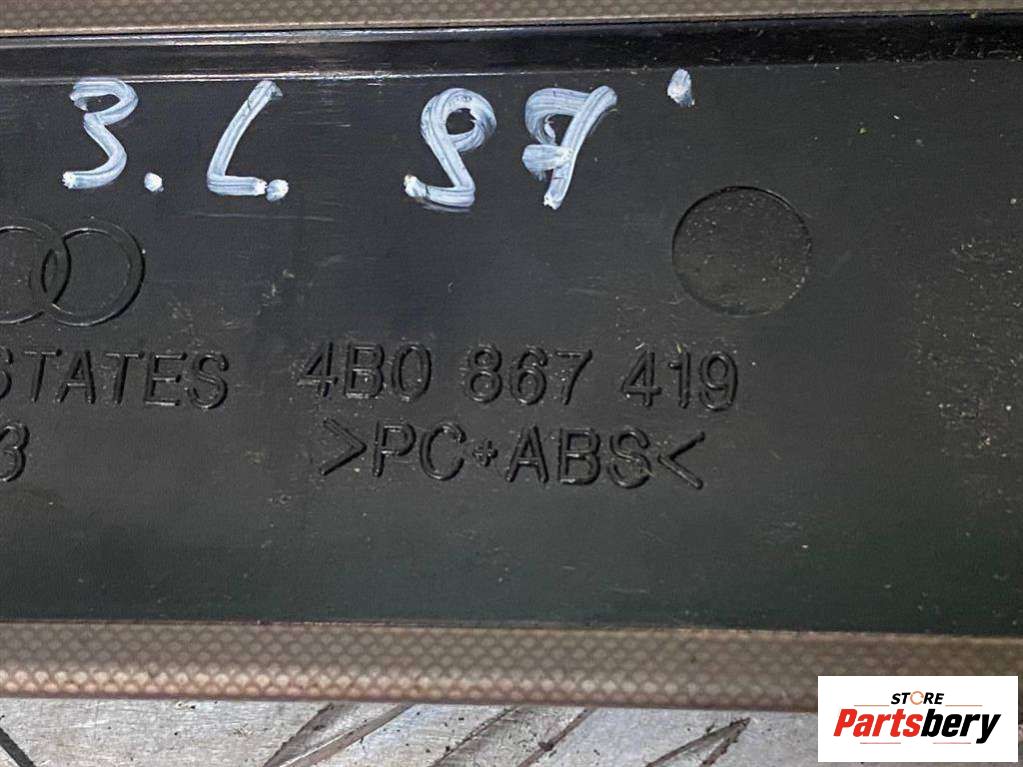 3.L. 97'
STATES 4B0 867 419
3 >PC+ABS<
STORE
Partsbery